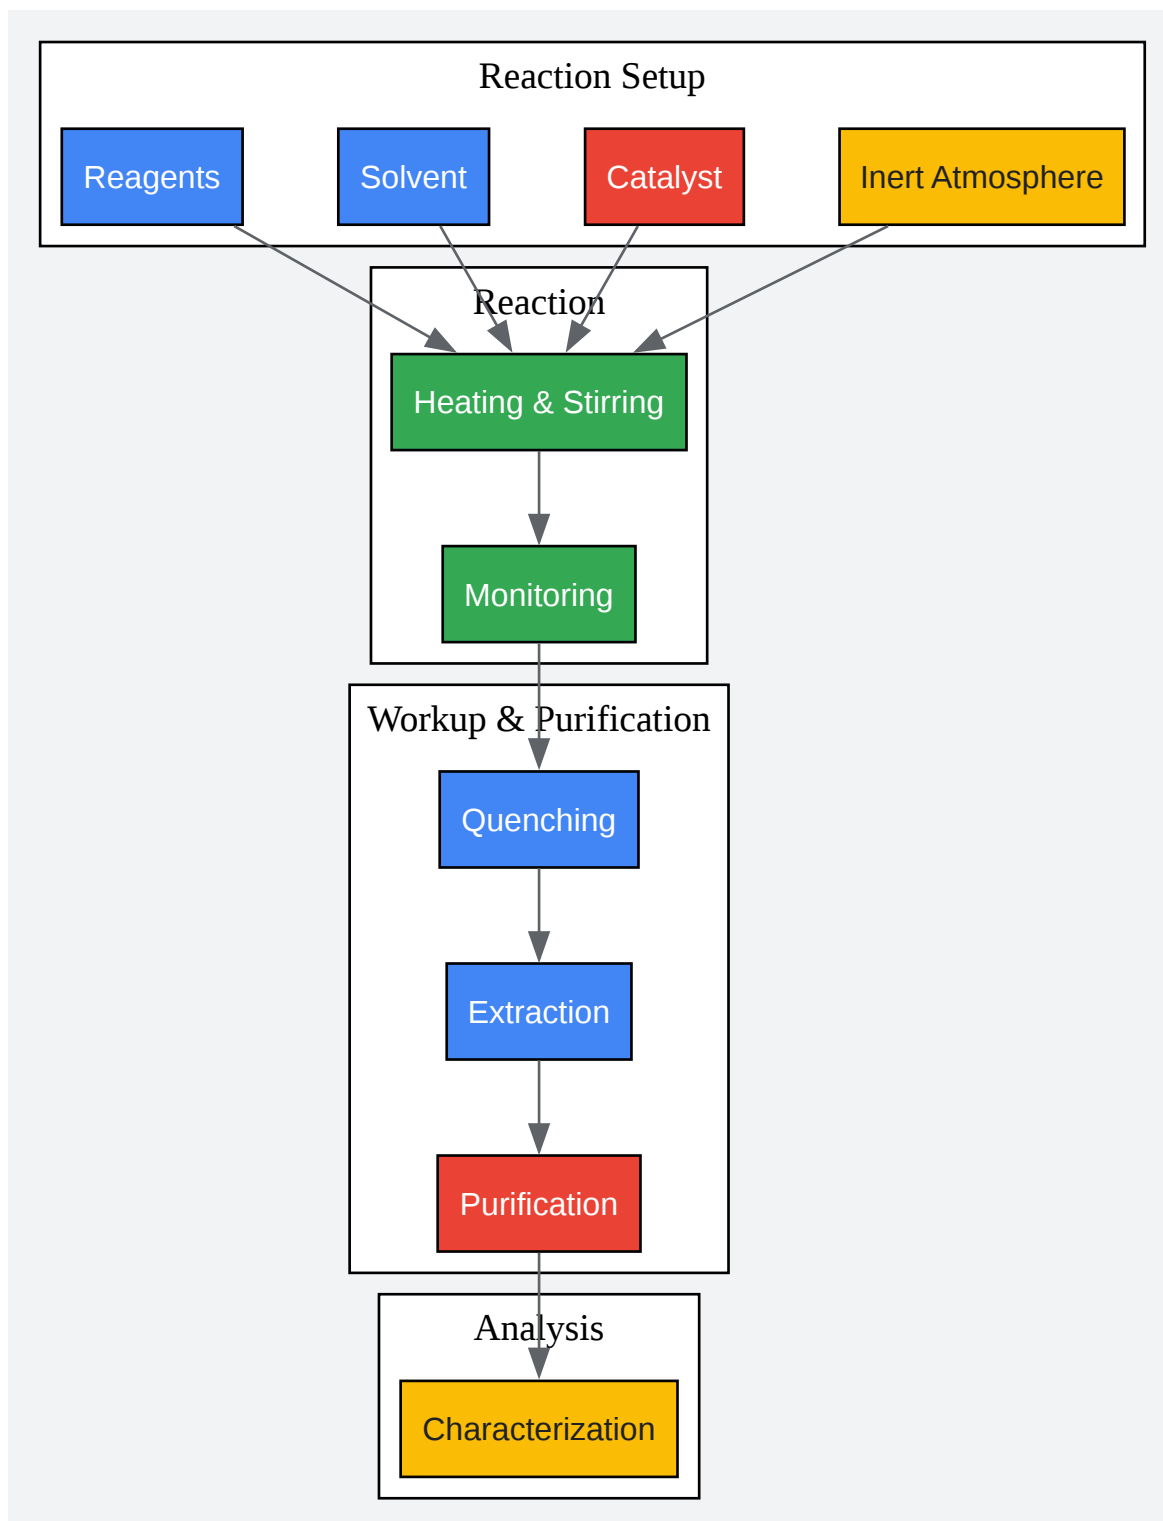 Reaction Setup
Reagents
Solvent
Catalyst
Inert Atmosphere
Reaction
Heating & Stirring
Monitoring
Workup & Purification
Quenching
Extraction
Purification
Analysis
Characterization